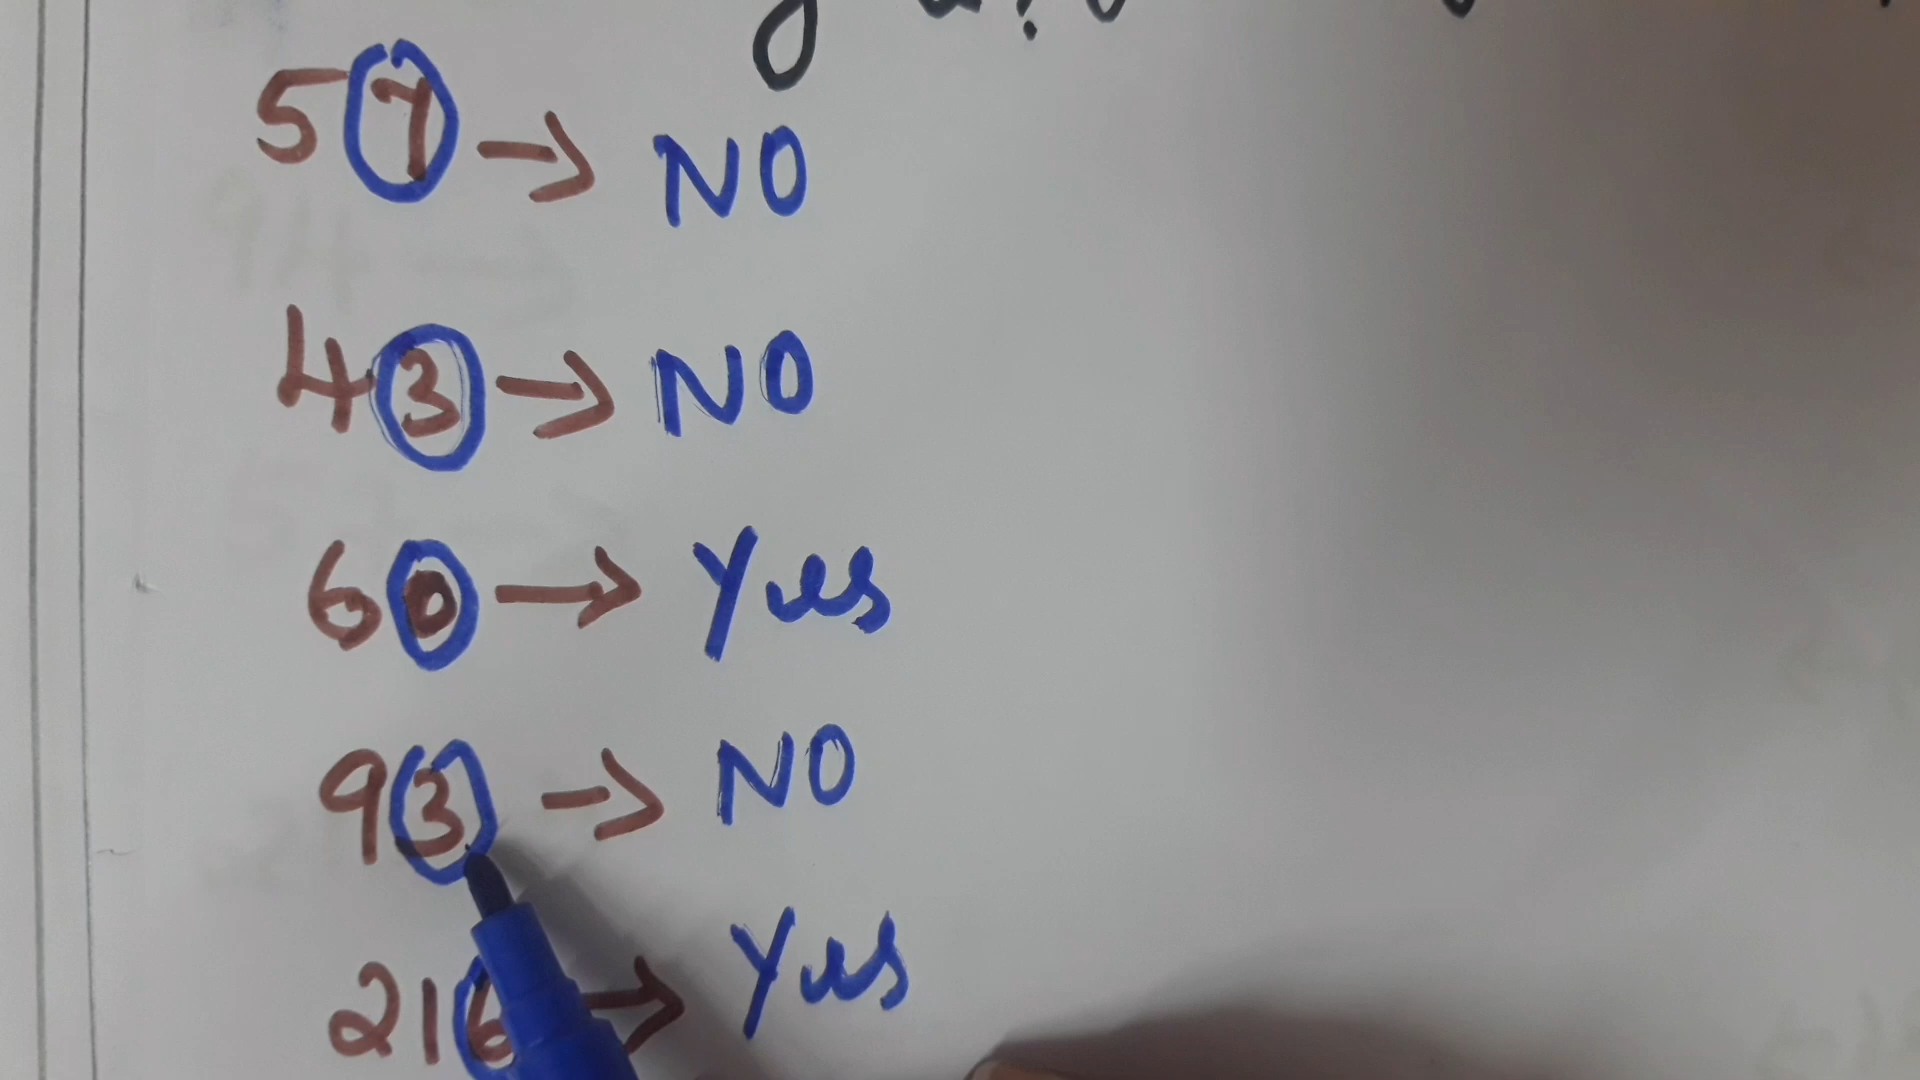 57 → NO
43 → NO
60 → Yes
93 → NO
216 → Yes